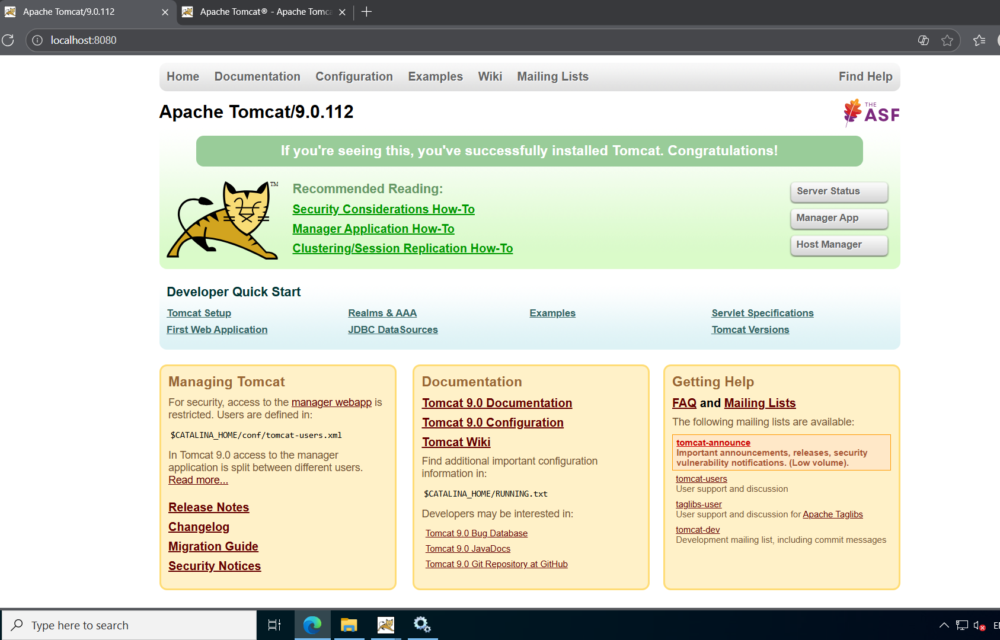 Apache Tomcat/9.0.112
Apache Tomcat® - Apache Tomca
localhost:8080
Home Documentation Configuration Examples Wiki Mailing Lists Find Help
Apache Tomcat/9.0.112
THE
ASF
If you're seeing this, you've successfully installed Tomcat. Congratulations!
TM
Recommended Reading:
Security Considerations How-To
Manager Application How-To
Clustering/Session Replication How-To
Server Status
Manager App
Host Manager
Developer Quick Start
Tomcat Setup
First Web Application
Realms & AAA
JDBC DataSources
Examples
Servlet Specifications
Tomcat Versions
Managing Tomcat
For security, access to the manager webapp is
restricted. Users are defined in:
$CATALINA_HOME/conf/tomcat-users.xml
In Tomcat 9.0 access to the manager
application is split between different users.
Read more...
Release Notes
Changelog
Migration Guide
Security Notices
Documentation
Tomcat 9.0 Documentation
Tomcat 9.0 Configuration
Tomcat Wiki
Find additional important configuration
information in:
$CATALINA_HOME/RUNNING.txt
Developers may be interested in:
Tomcat 9.0 Bug Database
Tomcat 9.0 JavaDocs
Tomcat 9.0 Git Repository at GitHub
Getting Help
FAQ and Mailing Lists
The following mailing lists are available:
tomcat-announce
Important announcements, releases, security
vulnerability notifications. (Low volume).
tomcat-users
User support and discussion
taglibs-user
User support and discussion for Apache Taglibs
tomcat-dev
Development mailing list, including commit messages
Type here to search